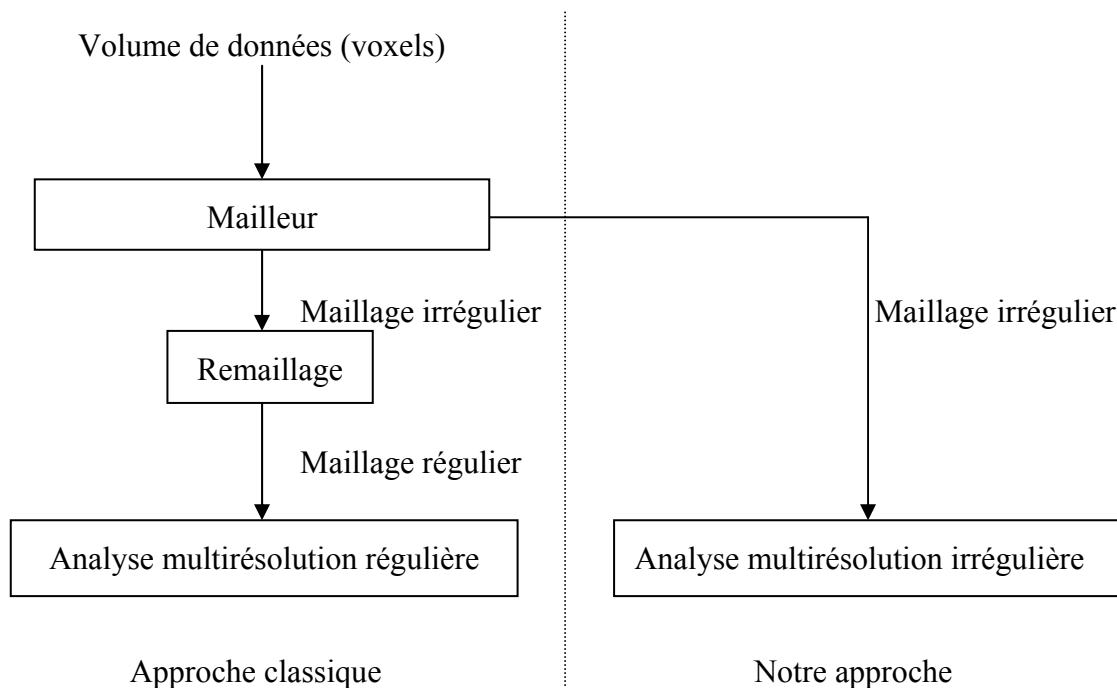 Volume de données (voxels)
Mailleur
Maillage irrégulier
Maillage irrégulier
Remaillage
Maillage régulier
Analyse multirésolution régulière
Analyse multirésolution irrégulière
Approche classique
Notre approche